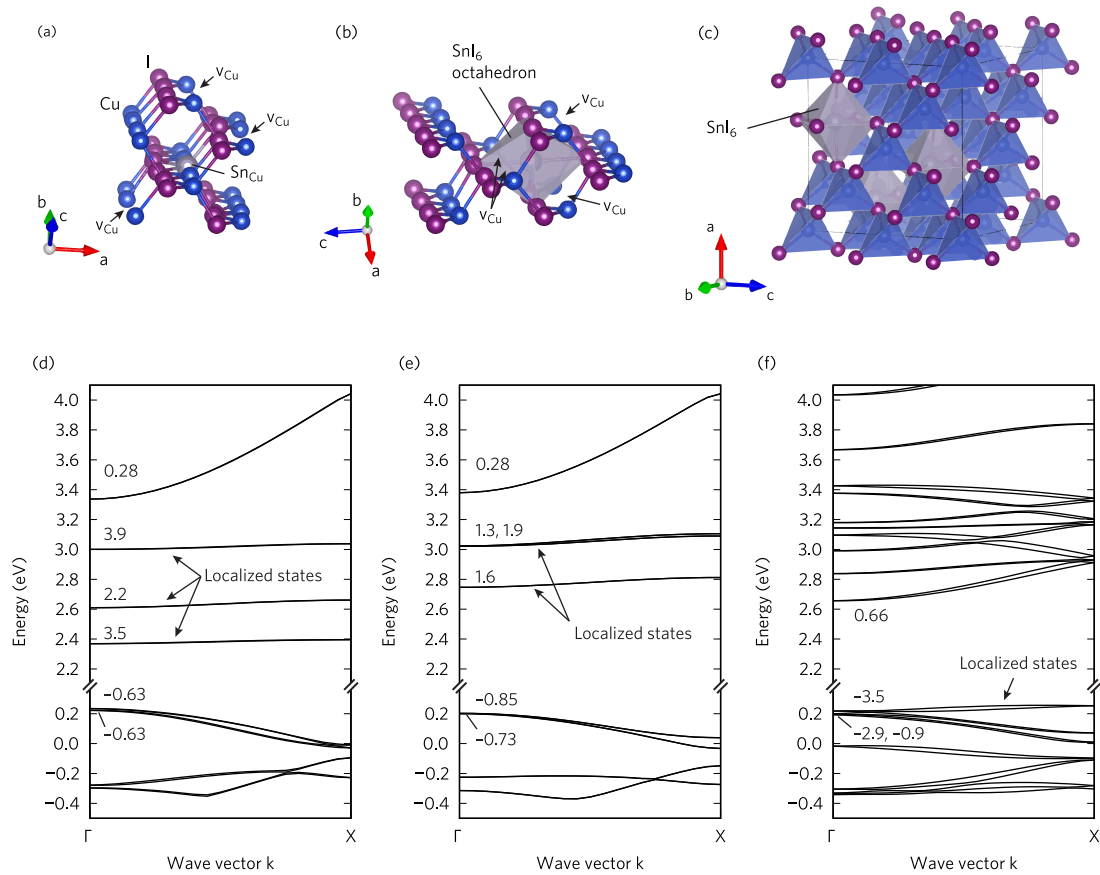 (a)
I
v_Cu
Cu
v_Cu
Sn_Cu
v_Cu
b
c
a
(b)
SnI₆
octahedron
v_Cu
v_Cu
v_Cu
b
c
a
(c)
SnI₆
a
b
c
(d)
4.0
3.8
3.6
3.4
3.2
3.0
2.8
2.6
2.4
2.2
0.2
0.0
−0.2
−0.4
Energy (eV)
0.28
3.9
Localized states
2.2
3.5
−0.63
−0.63
Γ
X
Wave vector k
(e)
4.0
3.8
3.6
3.4
3.2
3.0
2.8
2.6
2.4
2.2
0.2
0.0
−0.2
−0.4
Energy (eV)
0.28
1.3, 1.9
1.6
Localized states
−0.85
−0.73
Γ
X
Wave vector k
(f)
4.0
3.8
3.6
3.4
3.2
3.0
2.8
2.6
2.4
2.2
0.2
0.0
−0.2
−0.4
Energy (eV)
0.66
Localized states
−3.5
−2.9, −0.9
Γ
X
Wave vector k